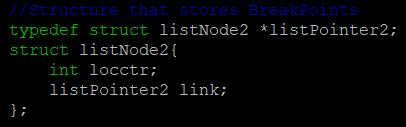 //Structure that stores BreakPoints
typedef struct listNode2 *listPointer2;
struct listNode2{
    int locctr;
    listPointer2 link;
};